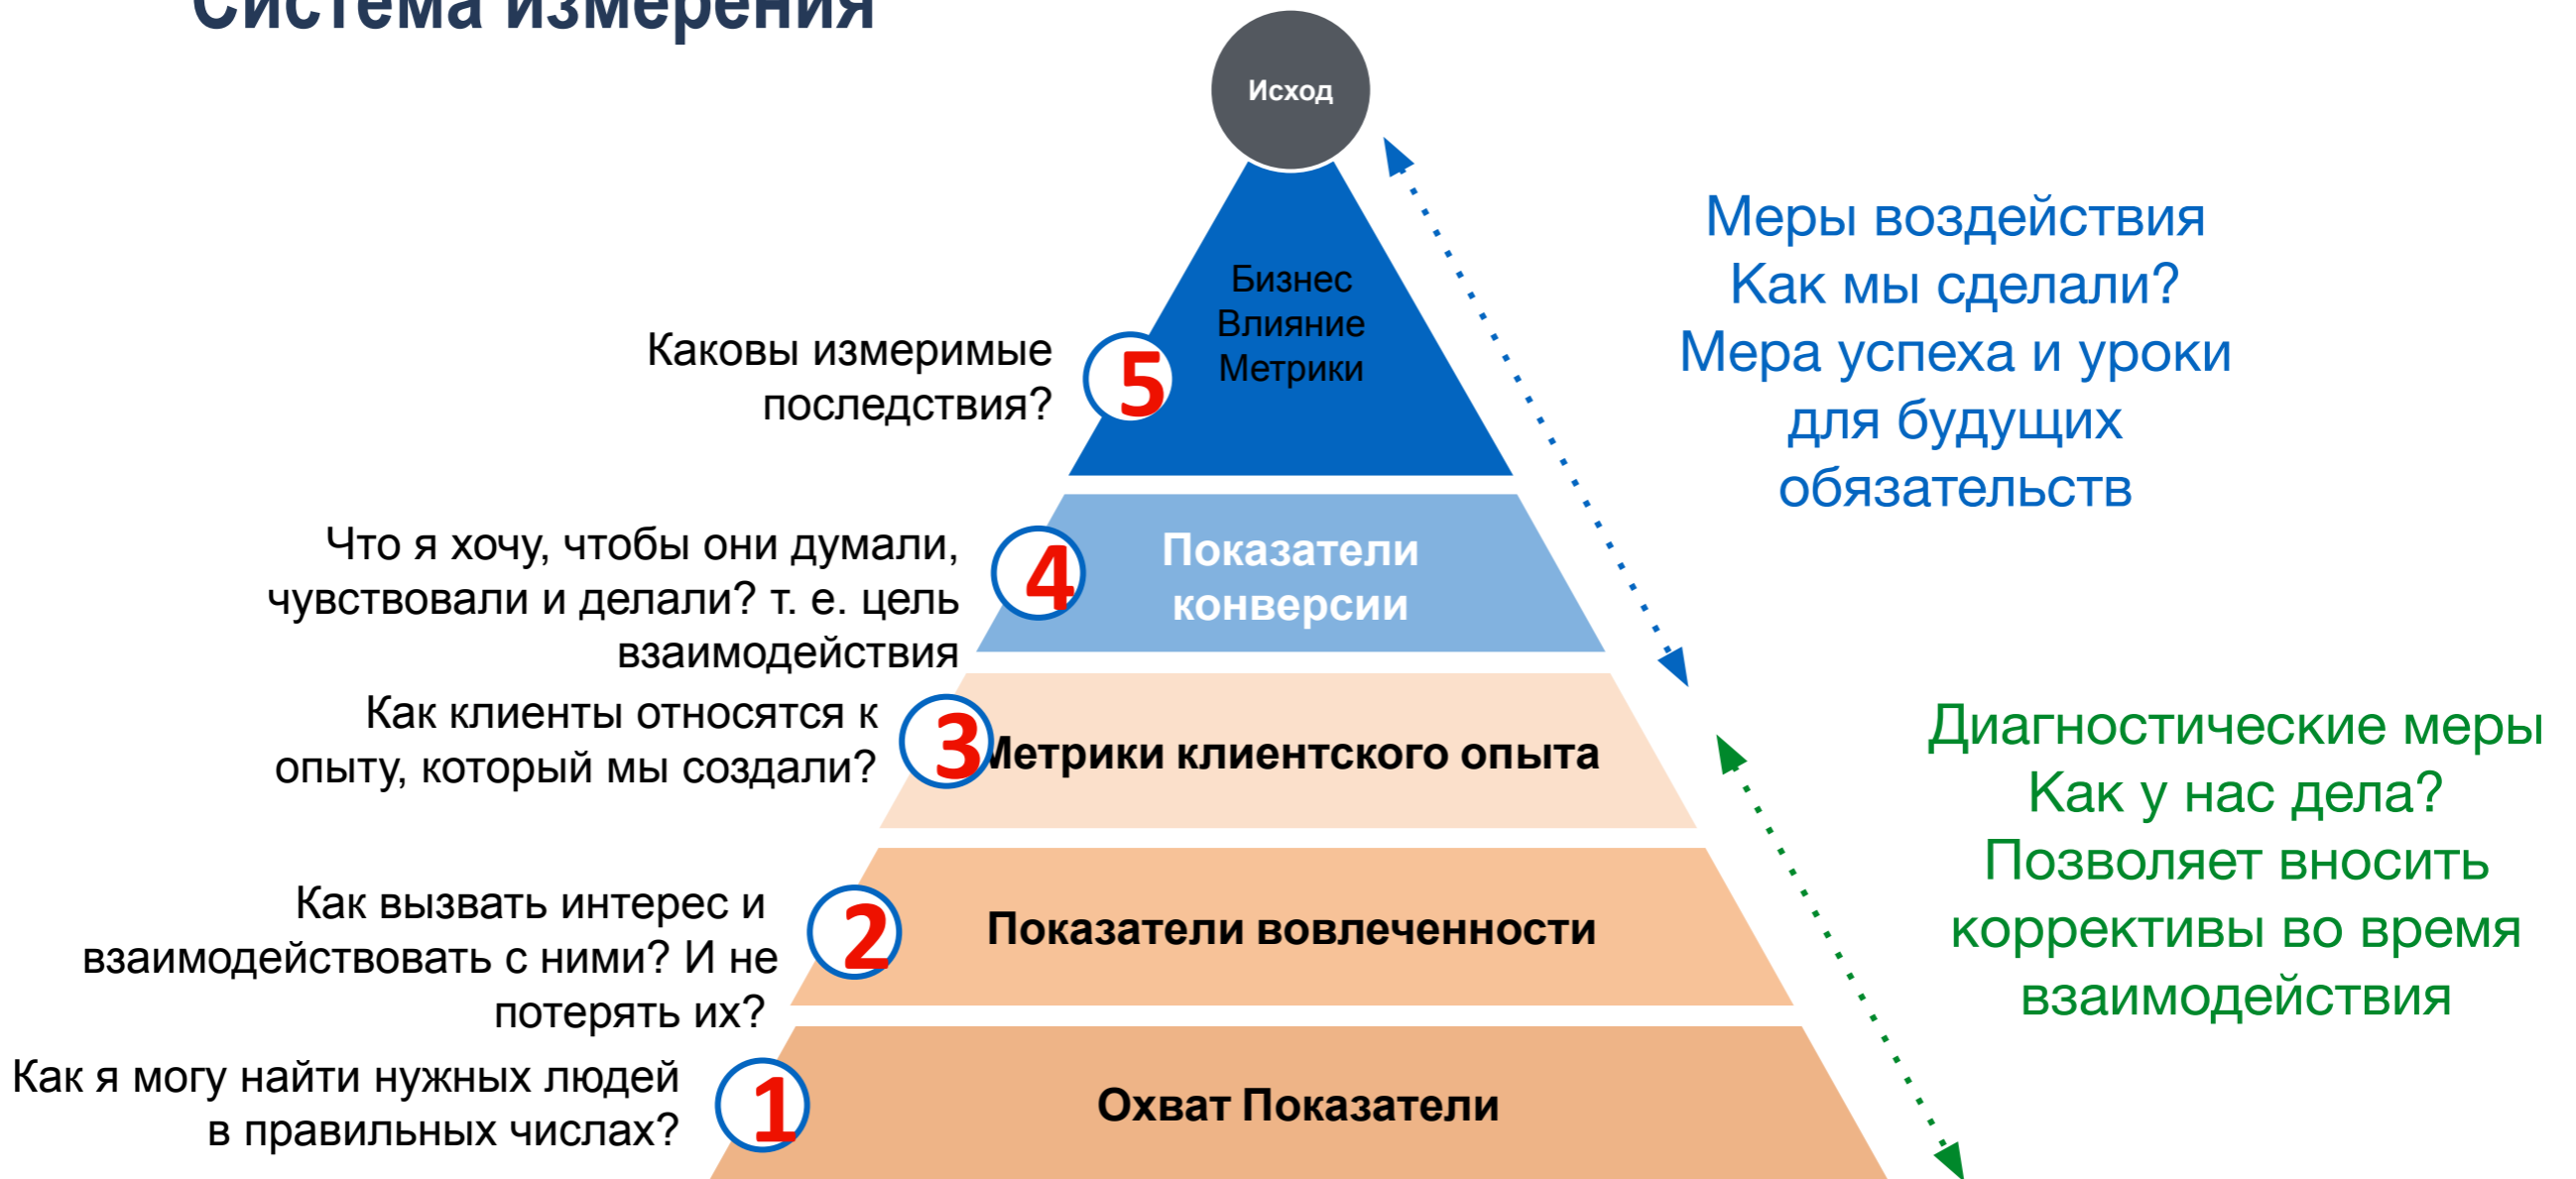 Система измерения
Исход
Бизнес
Влияние
Метрики
Меры воздействия
Как мы сделали?
Мера успеха и уроки
для будущих
обязательств
Каковы измеримые
последствия?
5
Что я хочу, чтобы они думали,
чувствовали и делали? т. е. цель
взаимодействия
4
Показатели
конверсии
Как клиенты относятся к
опыту, который мы создали?
3
Метрики клиентского опыта
Диагностические меры
Как у нас дела?
Позволяет вносить
коррективы во время
взаимодействия
Как вызвать интерес и
взаимодействовать с ними? И не
потерять их?
2
Показатели вовлеченности
Как я могу найти нужных людей
в правильных числах?
1
Охват Показатели